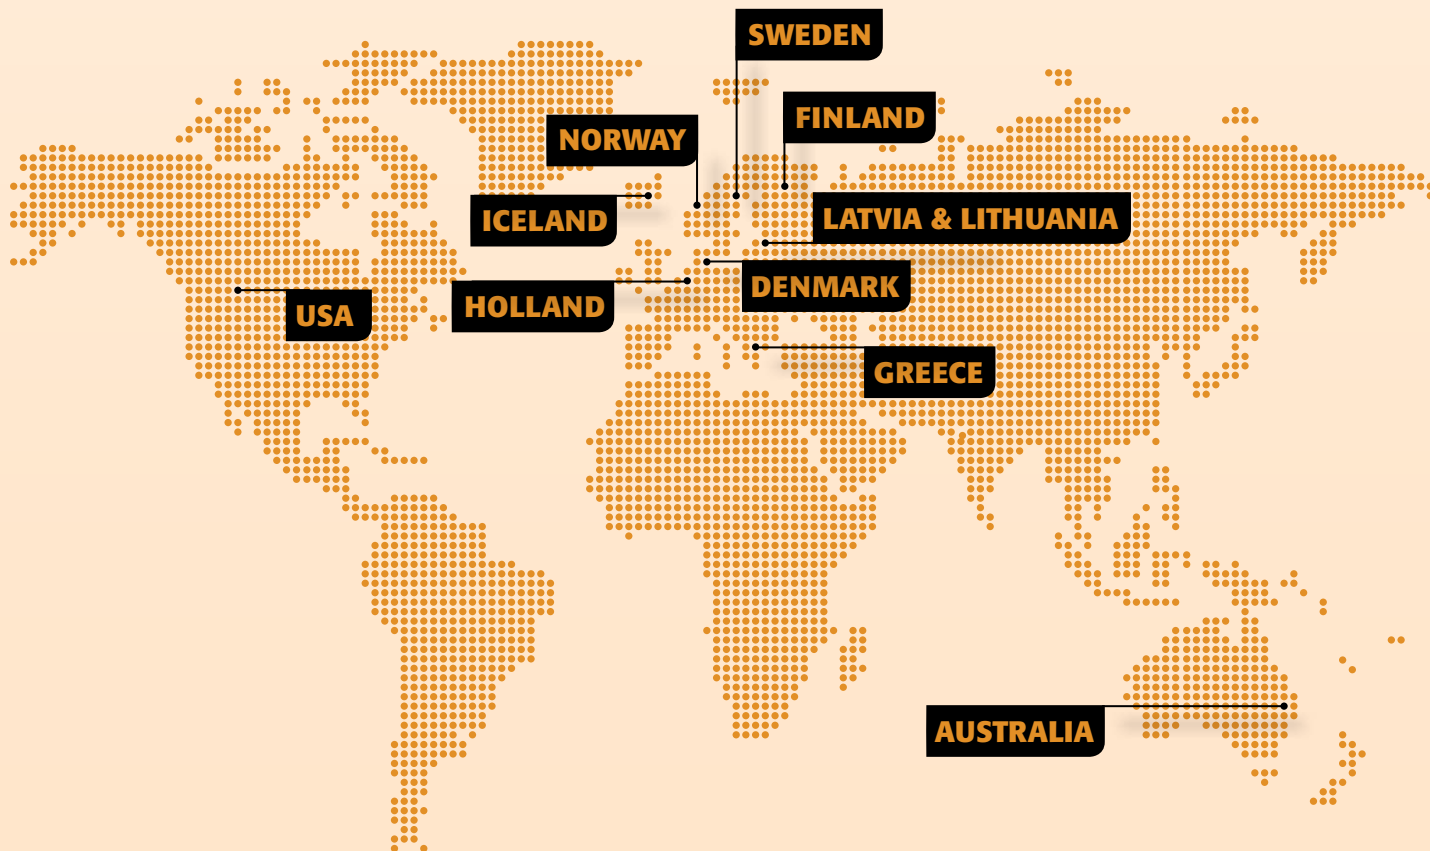 SWEDEN
FINLAND
NORWAY
ICELAND
LATVIA & LITHUANIA
DENMARK
HOLLAND
USA
GREECE
AUSTRALIA